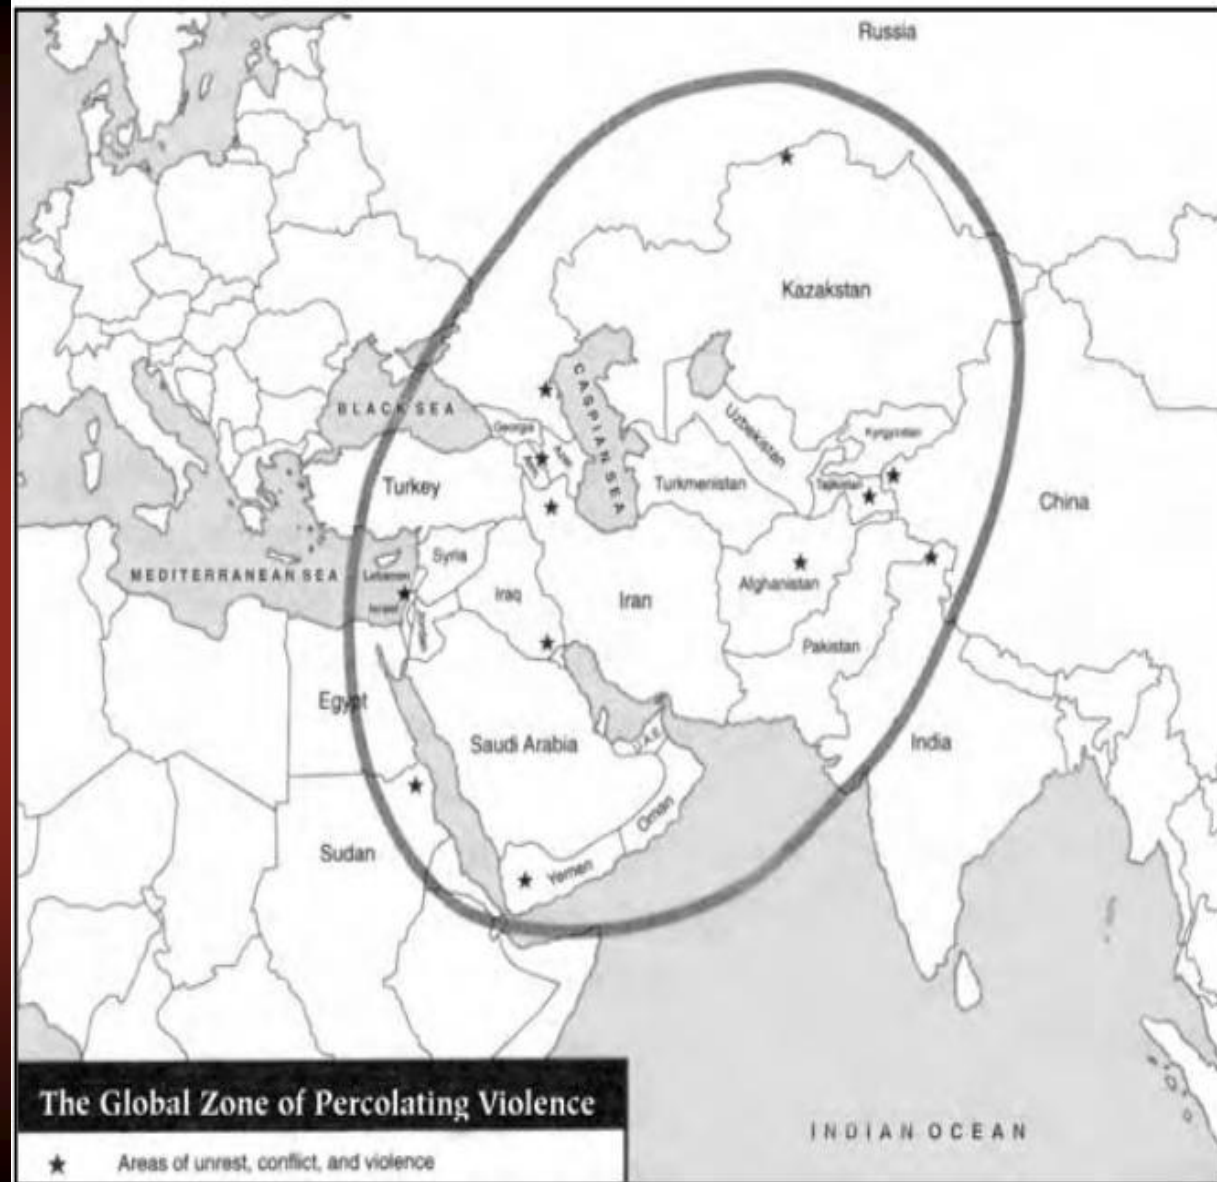 Russia
Kazakstan
CASPIAN SEA
BLACK SEA
Georgia
Uzbekistan
Kyrgyzstan
Turkey
Turkmenistan
Tajikistan
China
MEDITERRANEAN SEA
Syria
Lebanon
Israel
Iraq
Iran
Afghanistan
Pakistan
Egypt
Saudi Arabia
U.A.E.
India
Oman
Sudan
Yemen
The Global Zone of Percolating Violence
INDIAN OCEAN
Areas of unrest, conflict, and violence